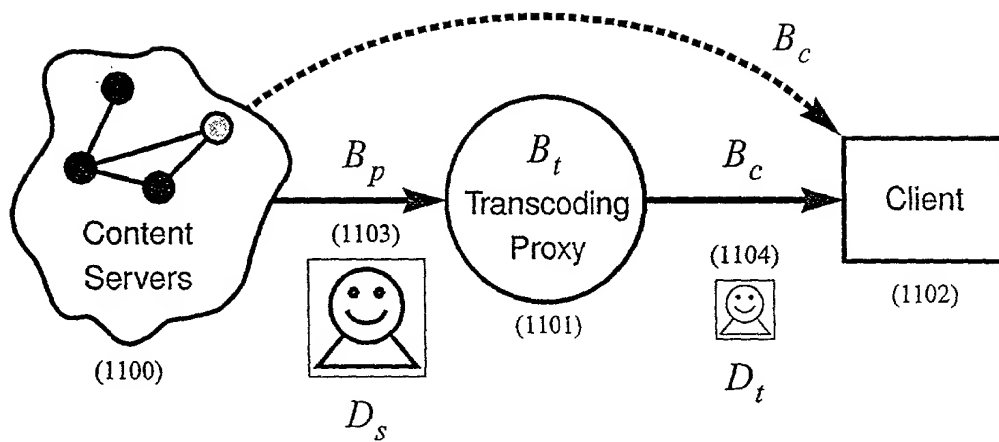 B_c
B_p
B_t
B_c
Content
Servers
Transcoding
Proxy
Client
(1103)
(1104)
(1100)
(1101)
(1102)
D_s
D_t